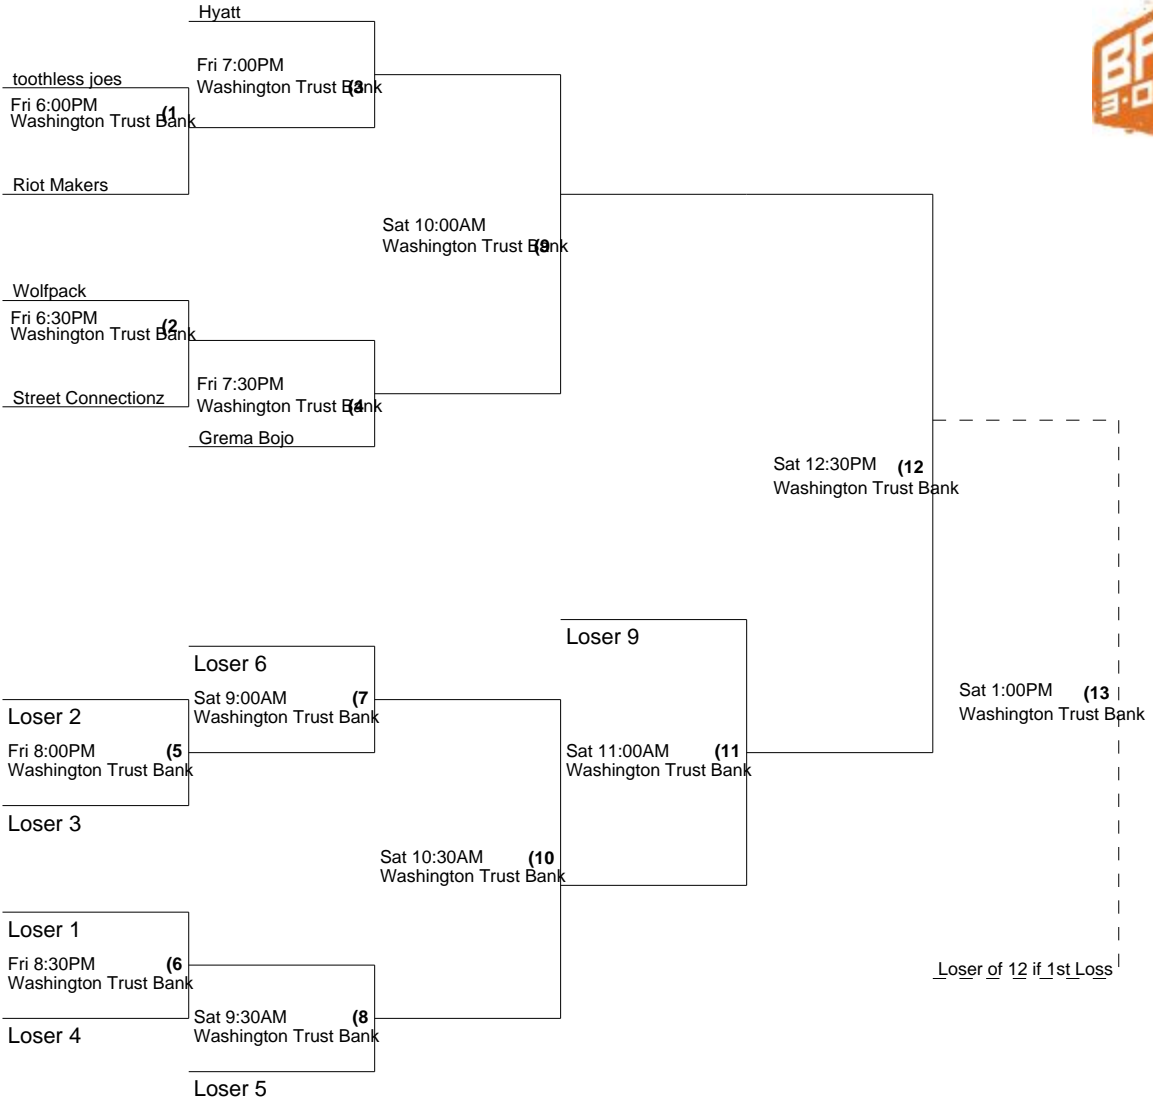 Hyatt
Fri 7:00PM
Washington Trust Bank
(3
toothless joes
Fri 6:00PM
Washington Trust Bank
(1
Riot Makers
Sat 10:00AM
Washington Trust Bank
(9
Wolfpack
Fri 6:30PM
Washington Trust Bank
(2
Street Connectionz
Fri 7:30PM
Washington Trust Bank
(4
Grema Bojo
Sat 12:30PM (12
Washington Trust Bank
Loser 9
Loser 6
Sat 9:00AM (7
Washington Trust Bank
Loser 2
Fri 8:00PM (5
Washington Trust Bank
Loser 3
Sat 11:00AM (11
Washington Trust Bank
Sat 1:00PM (13
Washington Trust Bank
Sat 10:30AM (10
Washington Trust Bank
Loser 1
Fri 8:30PM (6
Washington Trust Bank
Loser 4
Sat 9:30AM (8
Washington Trust Bank
Loser 5
Loser of 12 if 1st Loss